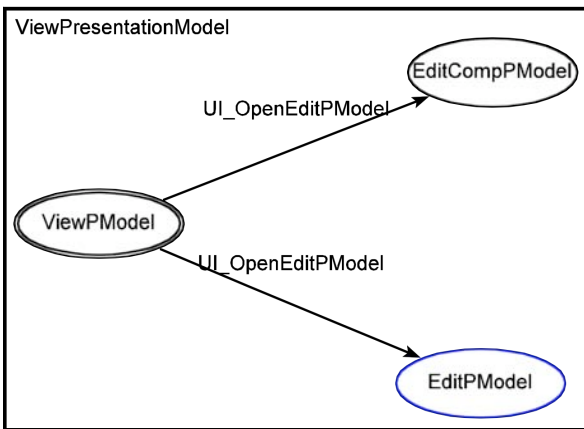 ViewPresentationModel
EditCompPModel
UI_OpenEditPModel
ViewPModel
UI_OpenEditPModel
EditPModel